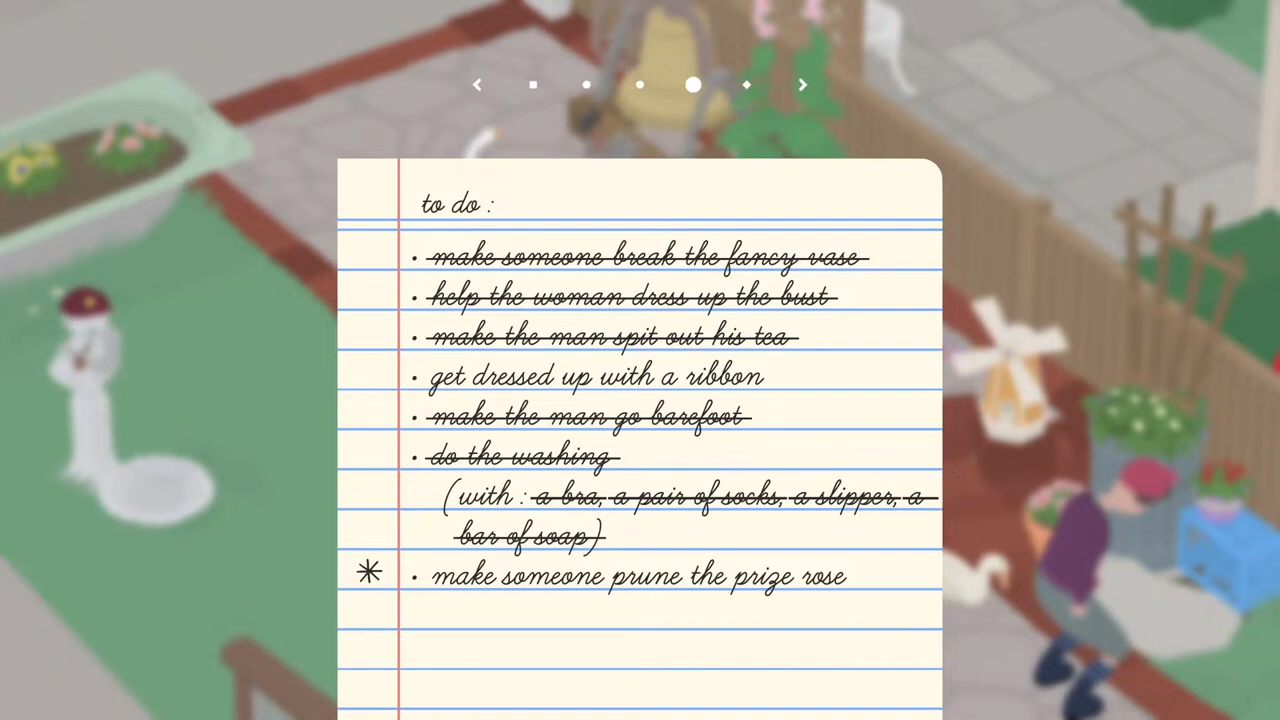 to do :
• make someone break the fancy vase
• help the woman dress up the bust
• make the man spit out his tea
• get dressed up with a ribbon
• make the man go barefoot
• do the washing
(with : a bra, a pair of socks, a slipper, a
bar of soap)
* • make someone prune the prize rose